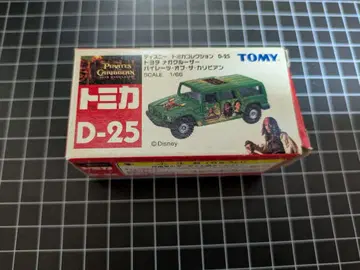 PIRATES
CARIBBEAN
ディズニー トミカコレクション D-25
トヨタ メガクルーザー
パイレーツ・オブ・ザ・カリビアン
SCALE 1/60
TOMY
トミカ
D-25
©Disney